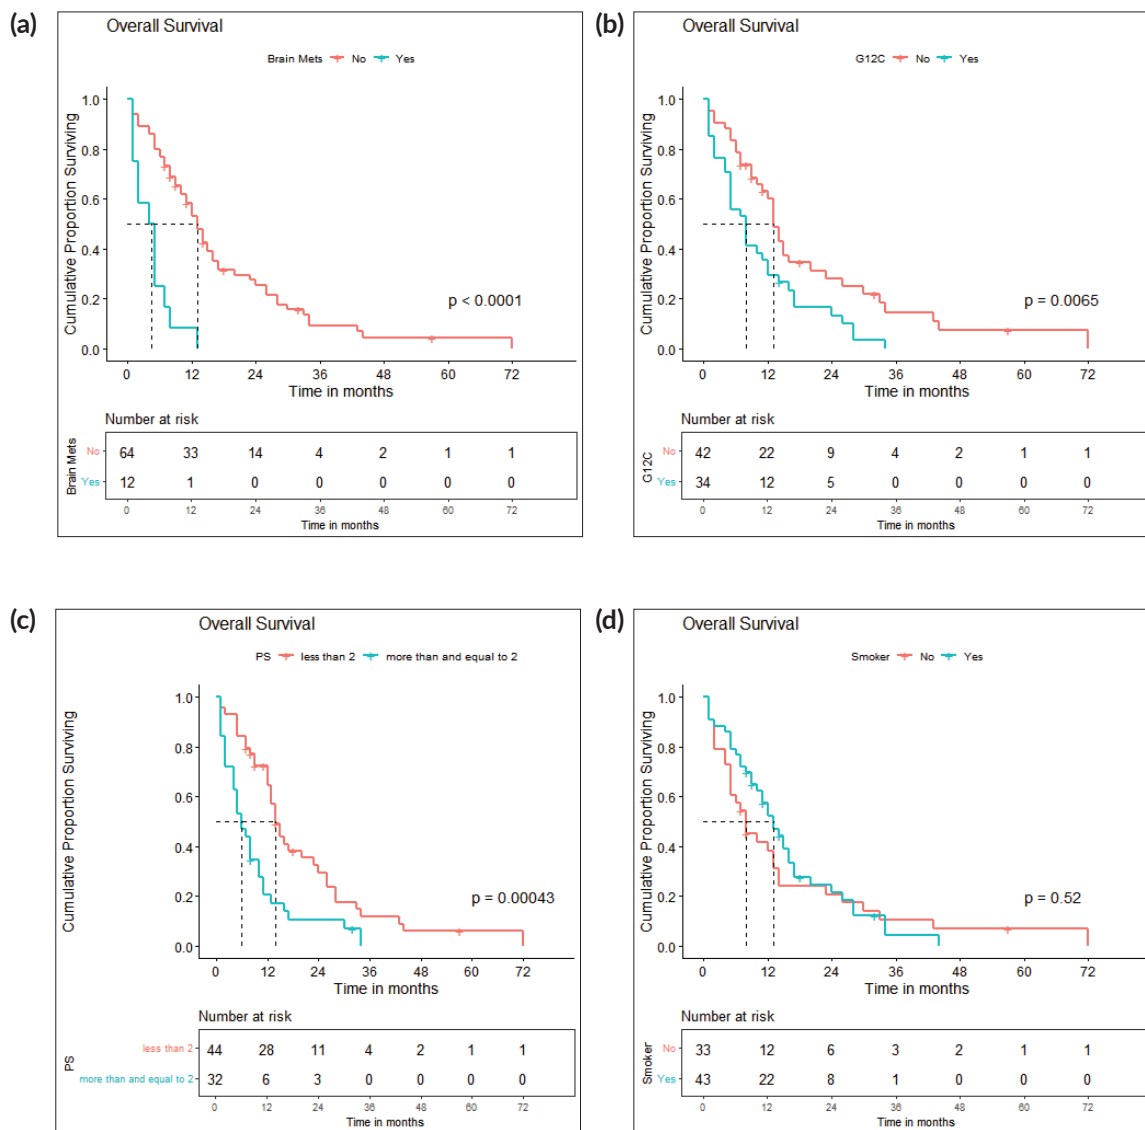 (a)
Overall Survival
Brain Mets No Yes
Cumulative Proportion Surviving
1.0
0.8
0.6
0.4
0.2
0.0
p < 0.0001
0 12 24 36 48 60 72
Time in months
Number at risk
Brain Mets
No 64 33 14 4 2 1 1
Yes 12 1 0 0 0 0 0
0 12 24 36 48 60 72
Time in months
(b)
Overall Survival
G12C No Yes
Cumulative Proportion Surviving
1.0
0.8
0.6
0.4
0.2
0.0
p = 0.0065
0 12 24 36 48 60 72
Time in months
Number at risk
G12C
No 42 22 9 4 2 1 1
Yes 34 12 5 0 0 0 0
0 12 24 36 48 60 72
Time in months
(c)
Overall Survival
PS less than 2 more than and equal to 2
Cumulative Proportion Surviving
1.0
0.8
0.6
0.4
0.2
0.0
p = 0.00043
0 12 24 36 48 60 72
Time in months
Number at risk
PS
less than 2 44 28 11 4 2 1 1
more than and equal to 2 32 6 3 0 0 0 0
0 12 24 36 48 60 72
Time in months
(d)
Overall Survival
Smoker No Yes
Cumulative Proportion Surviving
1.0
0.8
0.6
0.4
0.2
0.0
p = 0.52
0 12 24 36 48 60 72
Time in months
Number at risk
Smoker
No 33 12 6 3 2 1 1
Yes 43 22 8 1 0 0 0
0 12 24 36 48 60 72
Time in months